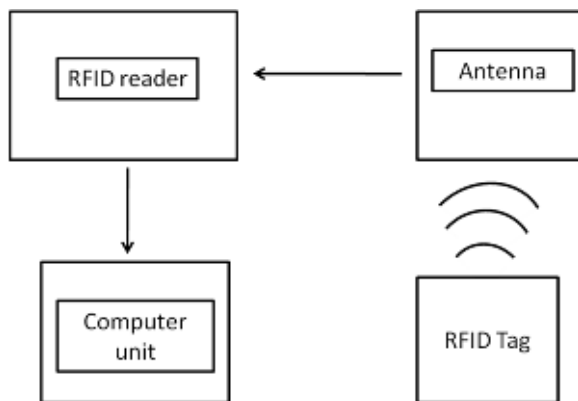 RFID reader
Antenna
Computer
unit
RFID Tag